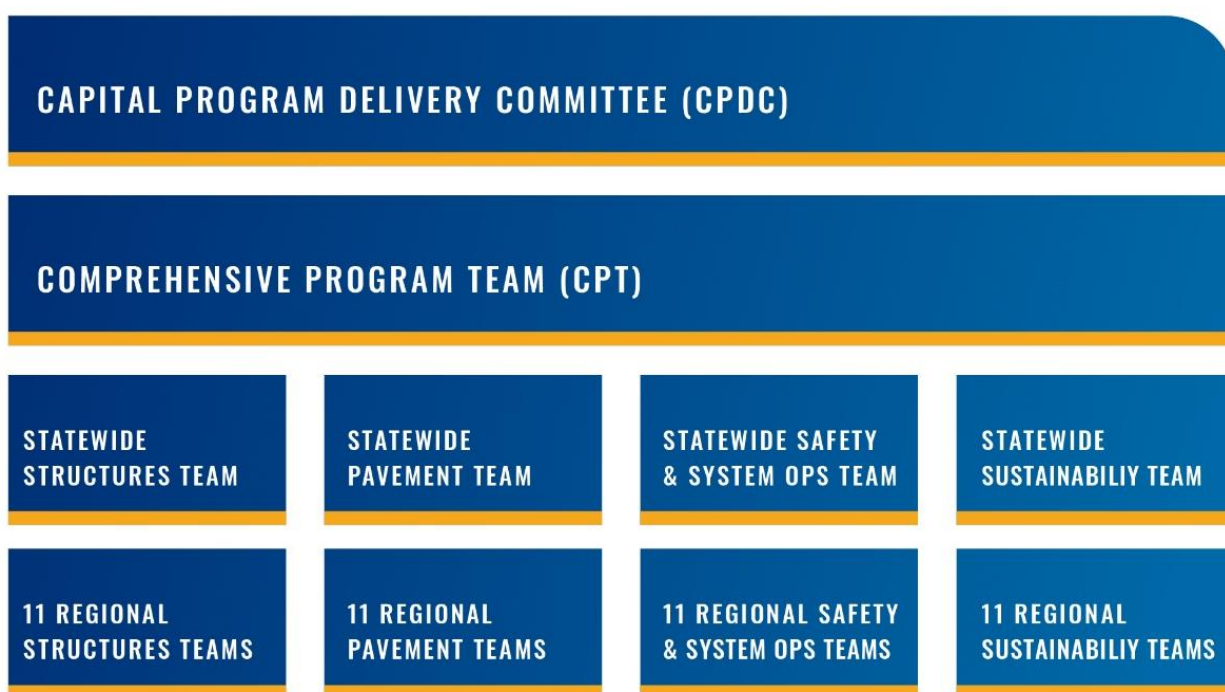 CAPITAL PROGRAM DELIVERY COMMITTEE (CPDC)
COMPREHENSIVE PROGRAM TEAM (CPT)
STATEWIDE
STRUCTURES TEAM
STATEWIDE
PAVEMENT TEAM
STATEWIDE SAFETY
& SYSTEM OPS TEAM
STATEWIDE
SUSTAINABILIY TEAM
11 REGIONAL
STRUCTURES TEAMS
11 REGIONAL
PAVEMENT TEAMS
11 REGIONAL SAFETY
& SYSTEM OPS TEAMS
11 REGIONAL
SUSTAINABILIY TEAMS